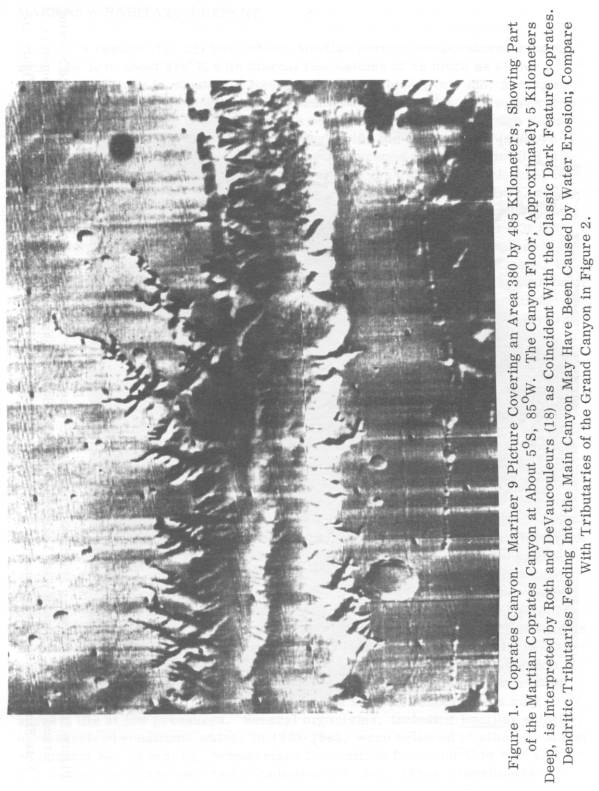 Figure 1. Coprates Canyon. Mariner 9 Picture Covering an Area 380 by 485 Kilometers, Showing Part
of the Martian Coprates Canyon at About 5°S, 85°W. The Canyon Floor, Approximately 5 Kilometers
Deep, is Interpreted by Roth and DeVaucouleurs (18) as Coincident With the Classic Dark Feature Coprates.
Dendritic Tributaries Feeding Into the Main Canyon May Have Been Caused by Water Erosion; Compare
With Tributaries of the Grand Canyon in Figure 2.